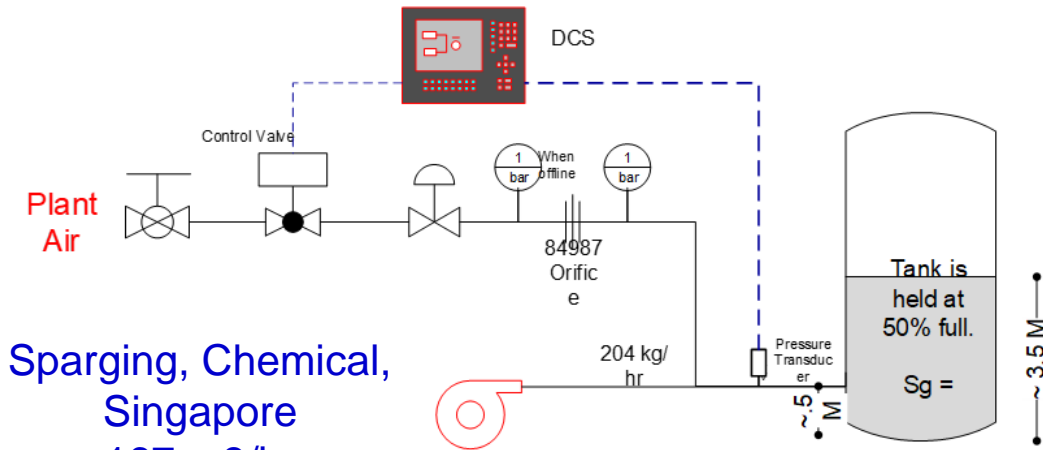 DCS
Control Valve
1
bar
When
offline
1
bar
Plant
Air
84987
Orific
e
Tank is
held at
50% full.
Sg =
~ 3.5 M
Sparging, Chemical,
Singapore
204 kg/
hr
Pressure
Transduc
er
~.5
M